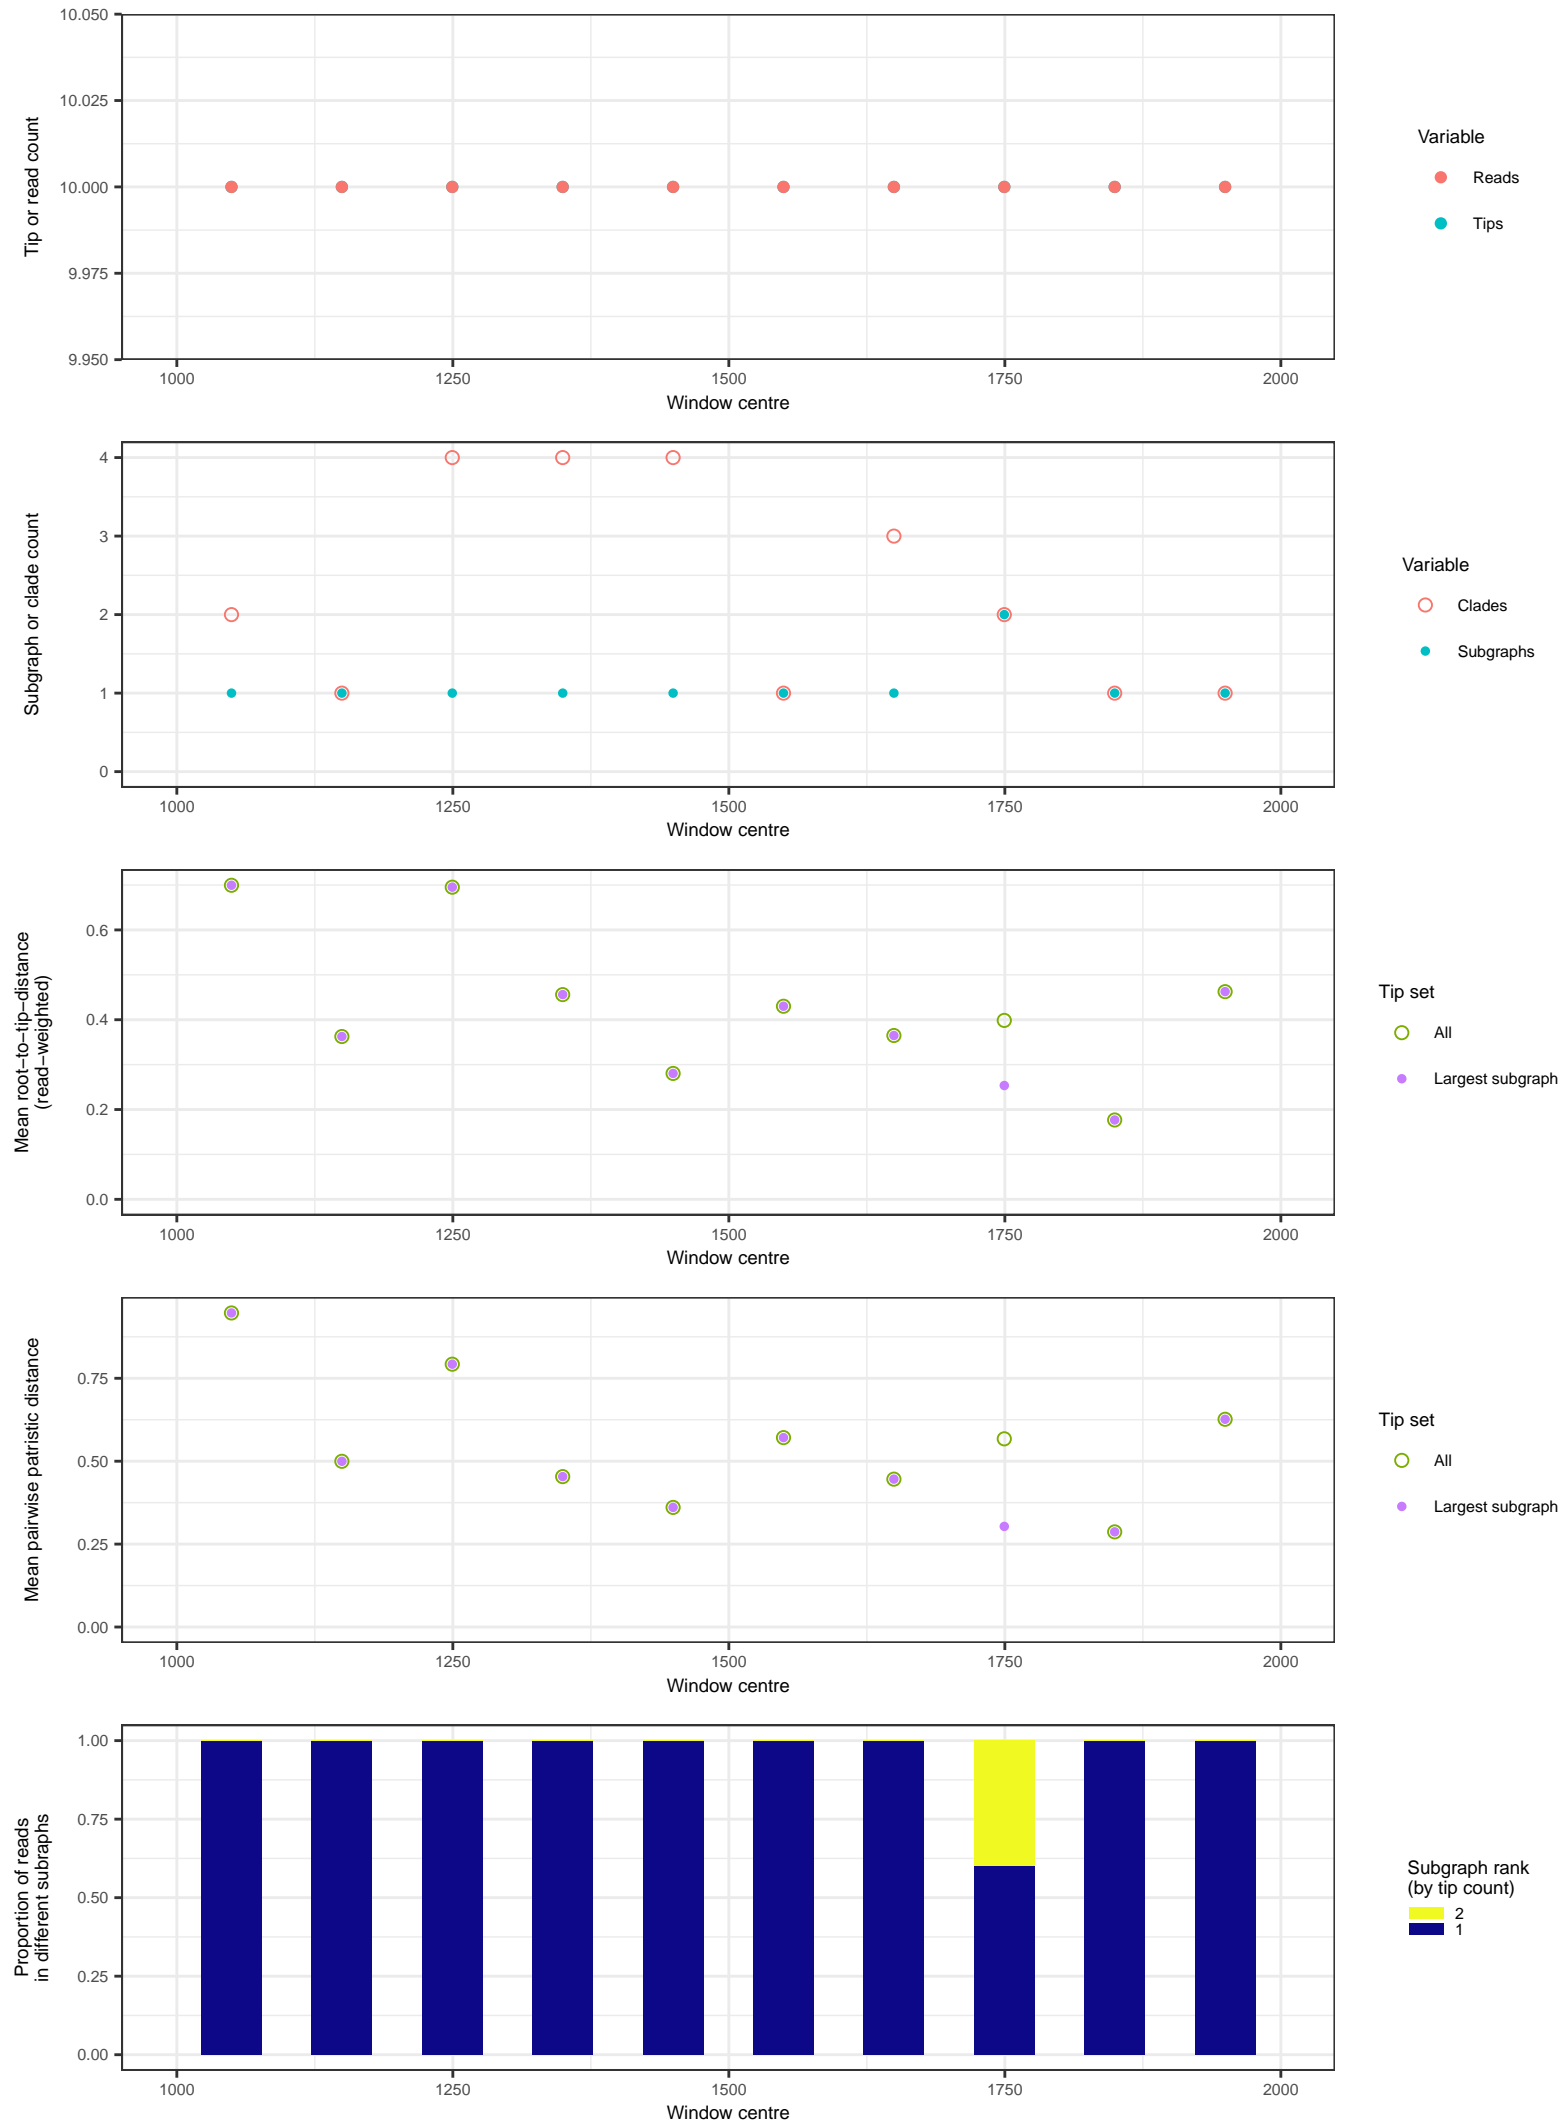 10.050
10.025
10.000
9.975
9.950
Tip or read count
1000 1250 1500 1750 2000
Window centre
Variable
Reads
Tips
4
3
2
1
0
Subgraph or clade count
1000 1250 1500 1750 2000
Window centre
Variable
Clades
Subgraphs
0.6
0.4
0.2
0.0
Mean root−to−tip−distance
(read−weighted)
1000 1250 1500 1750 2000
Window centre
Tip set
All
Largest subgraph
0.75
0.50
0.25
0.00
Mean pairwise patristic distance
1000 1250 1500 1750 2000
Window centre
Tip set
All
Largest subgraph
1.00
0.75
0.50
0.25
0.00
Proportion of reads
in different subraphs
1000 1250 1500 1750 2000
Window centre
Subgraph rank
(by tip count)
2
1